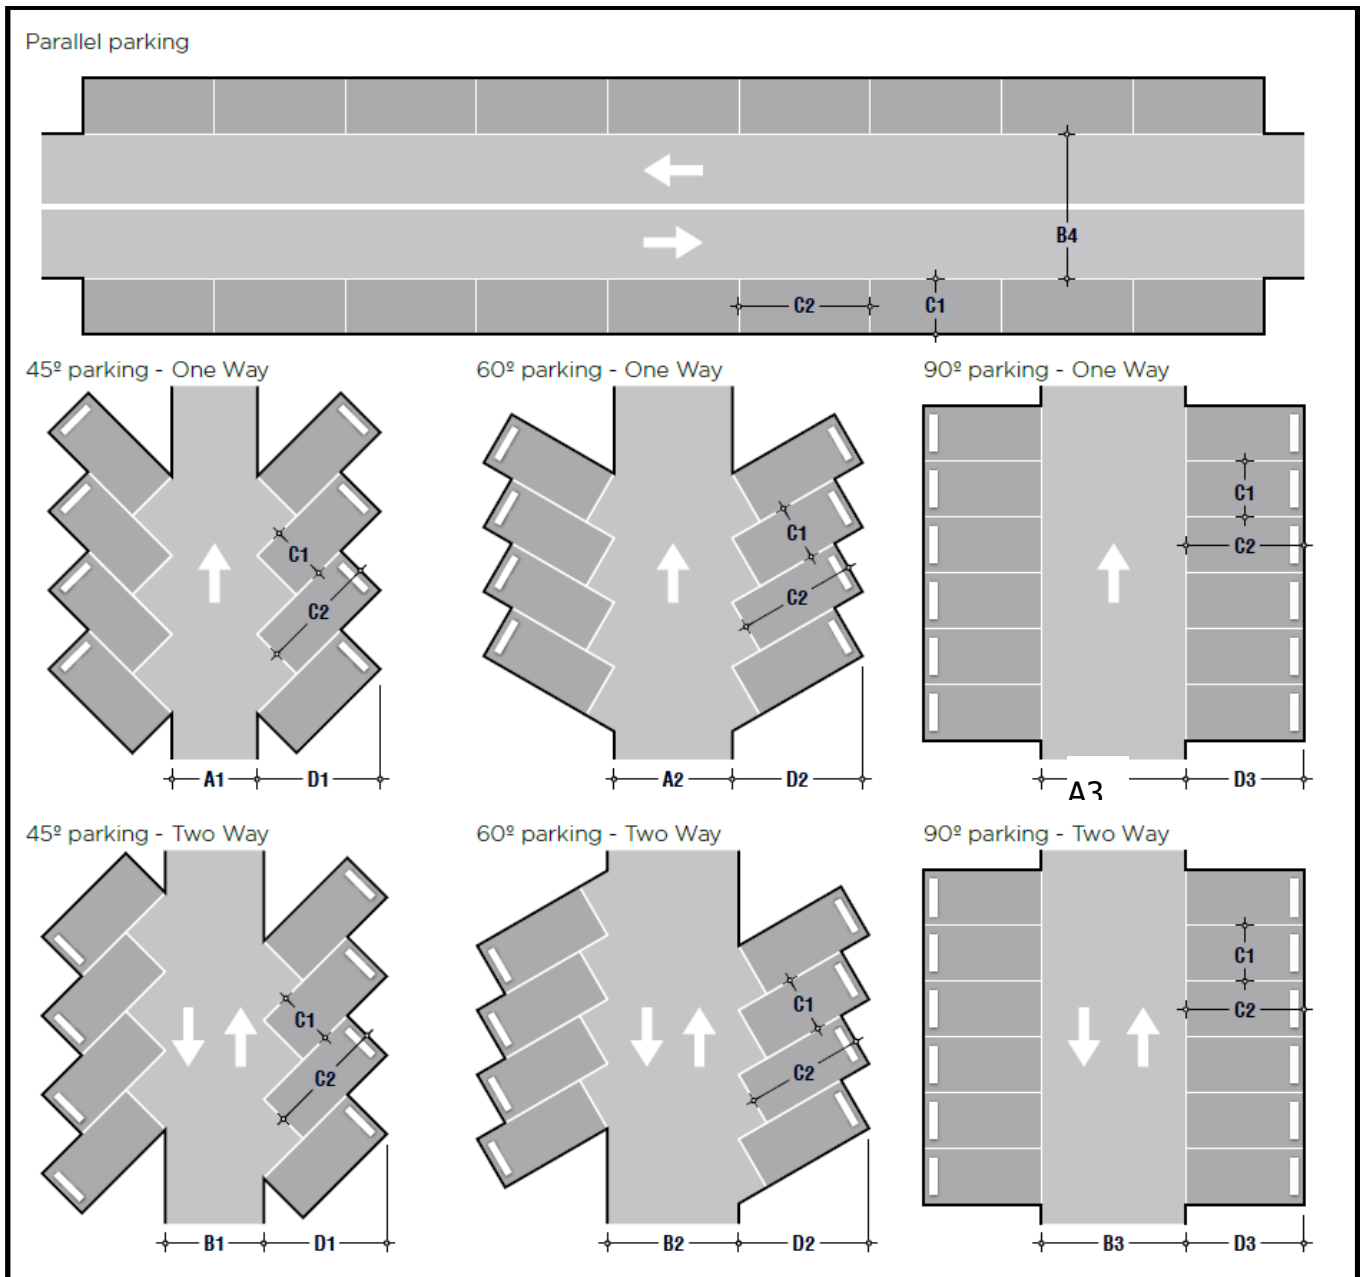 Parallel parking
B4
C2 C1
45º parking - One Way 60º parking - One Way 90º parking - One Way
C1 C1 C1
C2 C2 C2
A1 D1 A2 D2 A3 D3
45º parking - Two Way 60º parking - Two Way 90º parking - Two Way
C1 C1 C1
C2 C2 C2
B1 D1 B2 D2 B3 D3